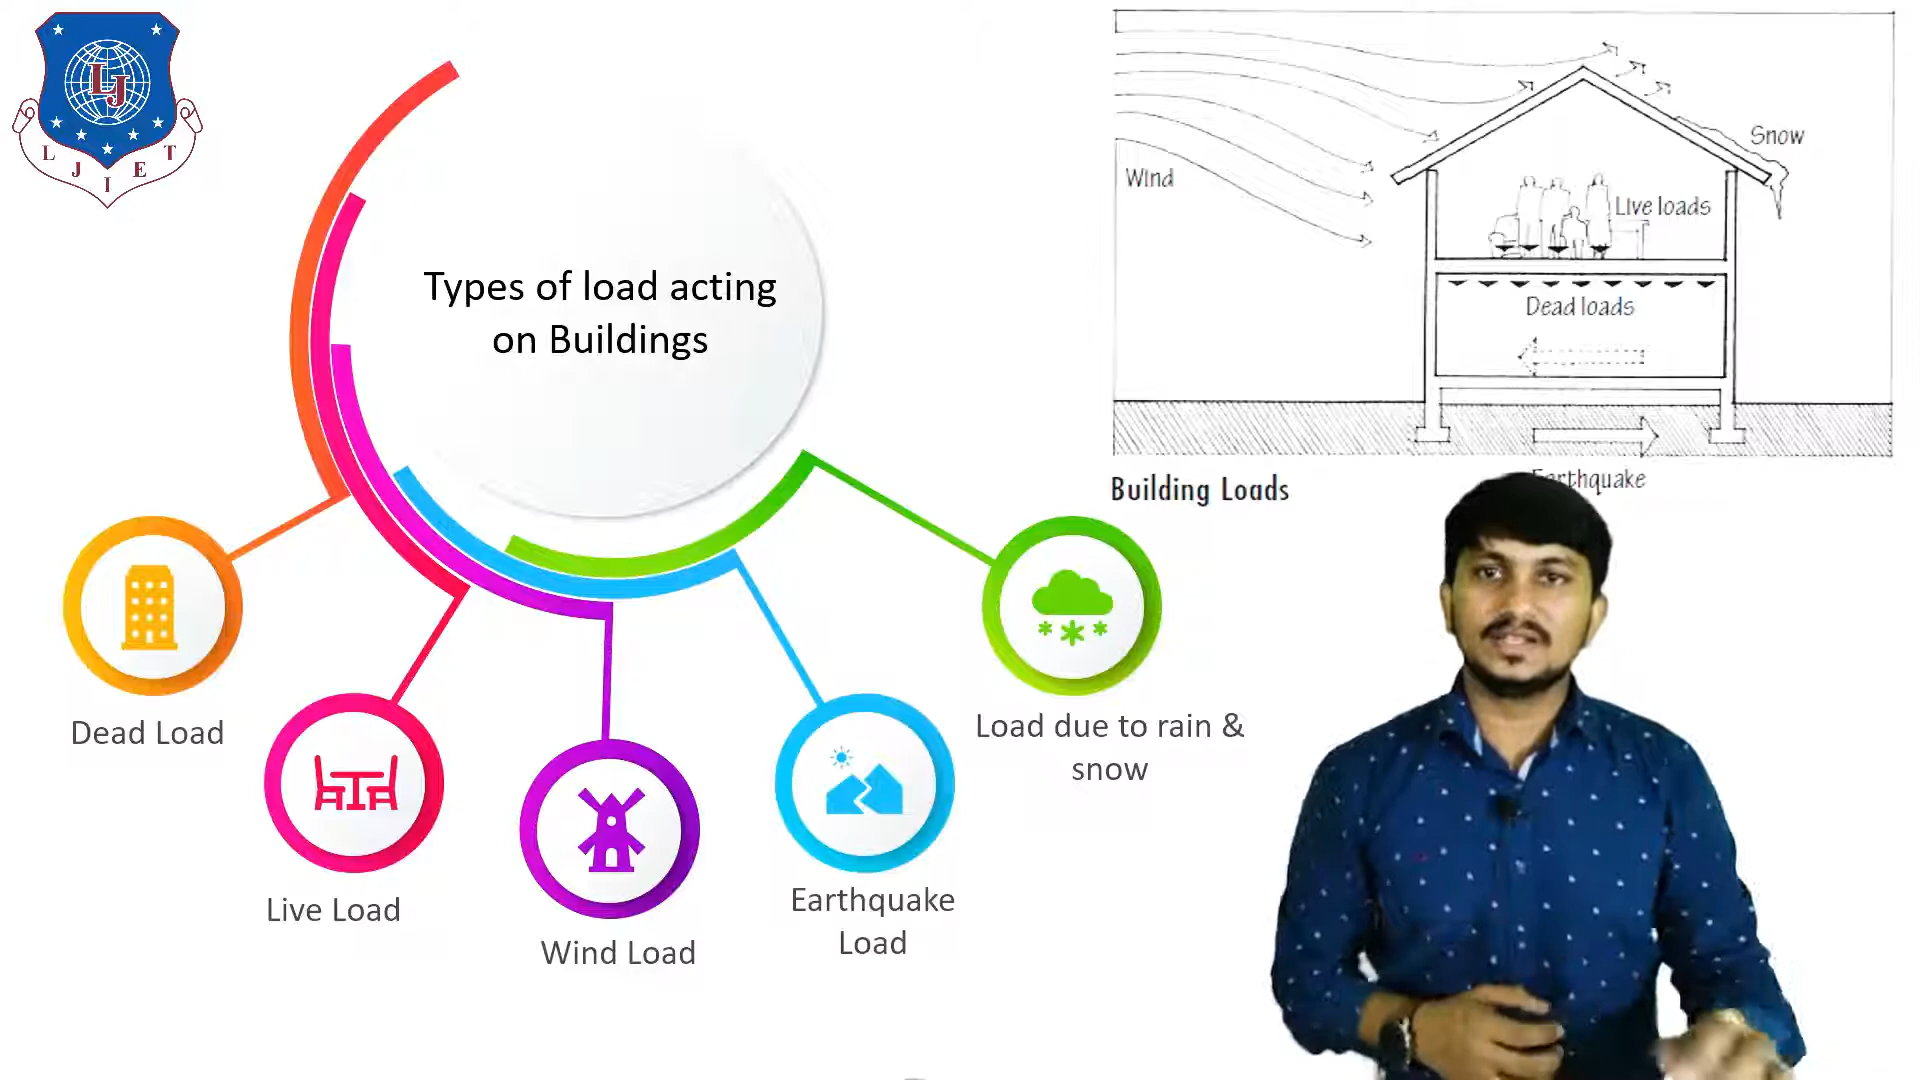 LJ
L J I E T
Types of load acting
on Buildings
Dead Load
Live Load
Wind Load
Earthquake
Load
Load due to rain &
snow
Wind
Snow
Live loads
Dead loads
Earthquake
Building Loads